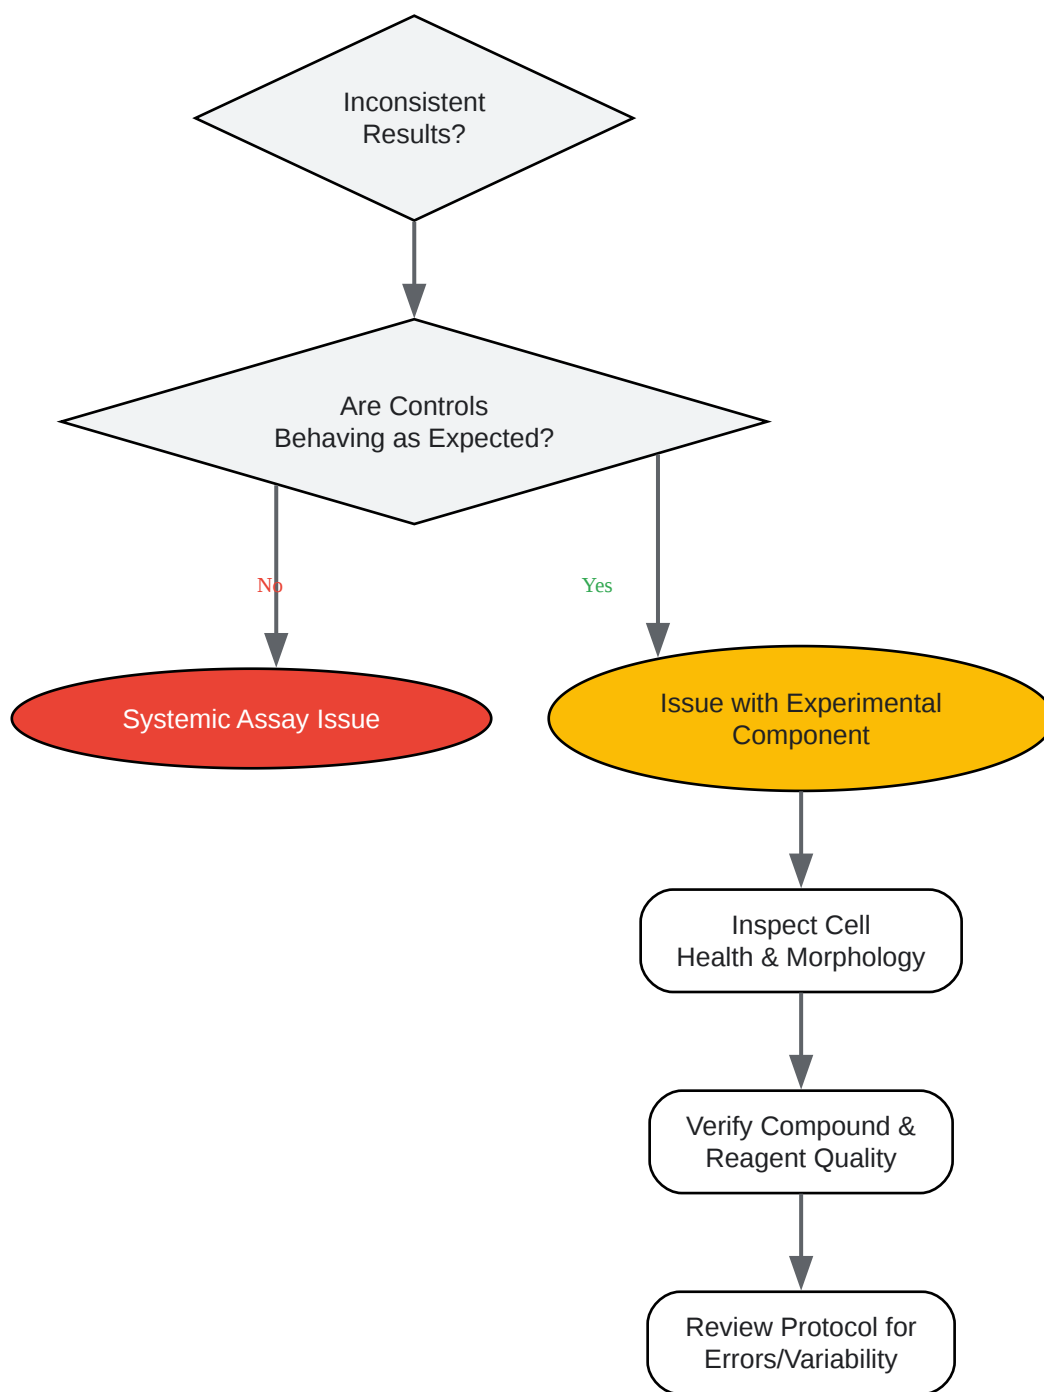 Inconsistent
Results?
Are Controls
Behaving as Expected?
No
Yes
Systemic Assay Issue
Issue with Experimental
Component
Inspect Cell
Health & Morphology
Verify Compound &
Reagent Quality
Review Protocol for
Errors/Variability